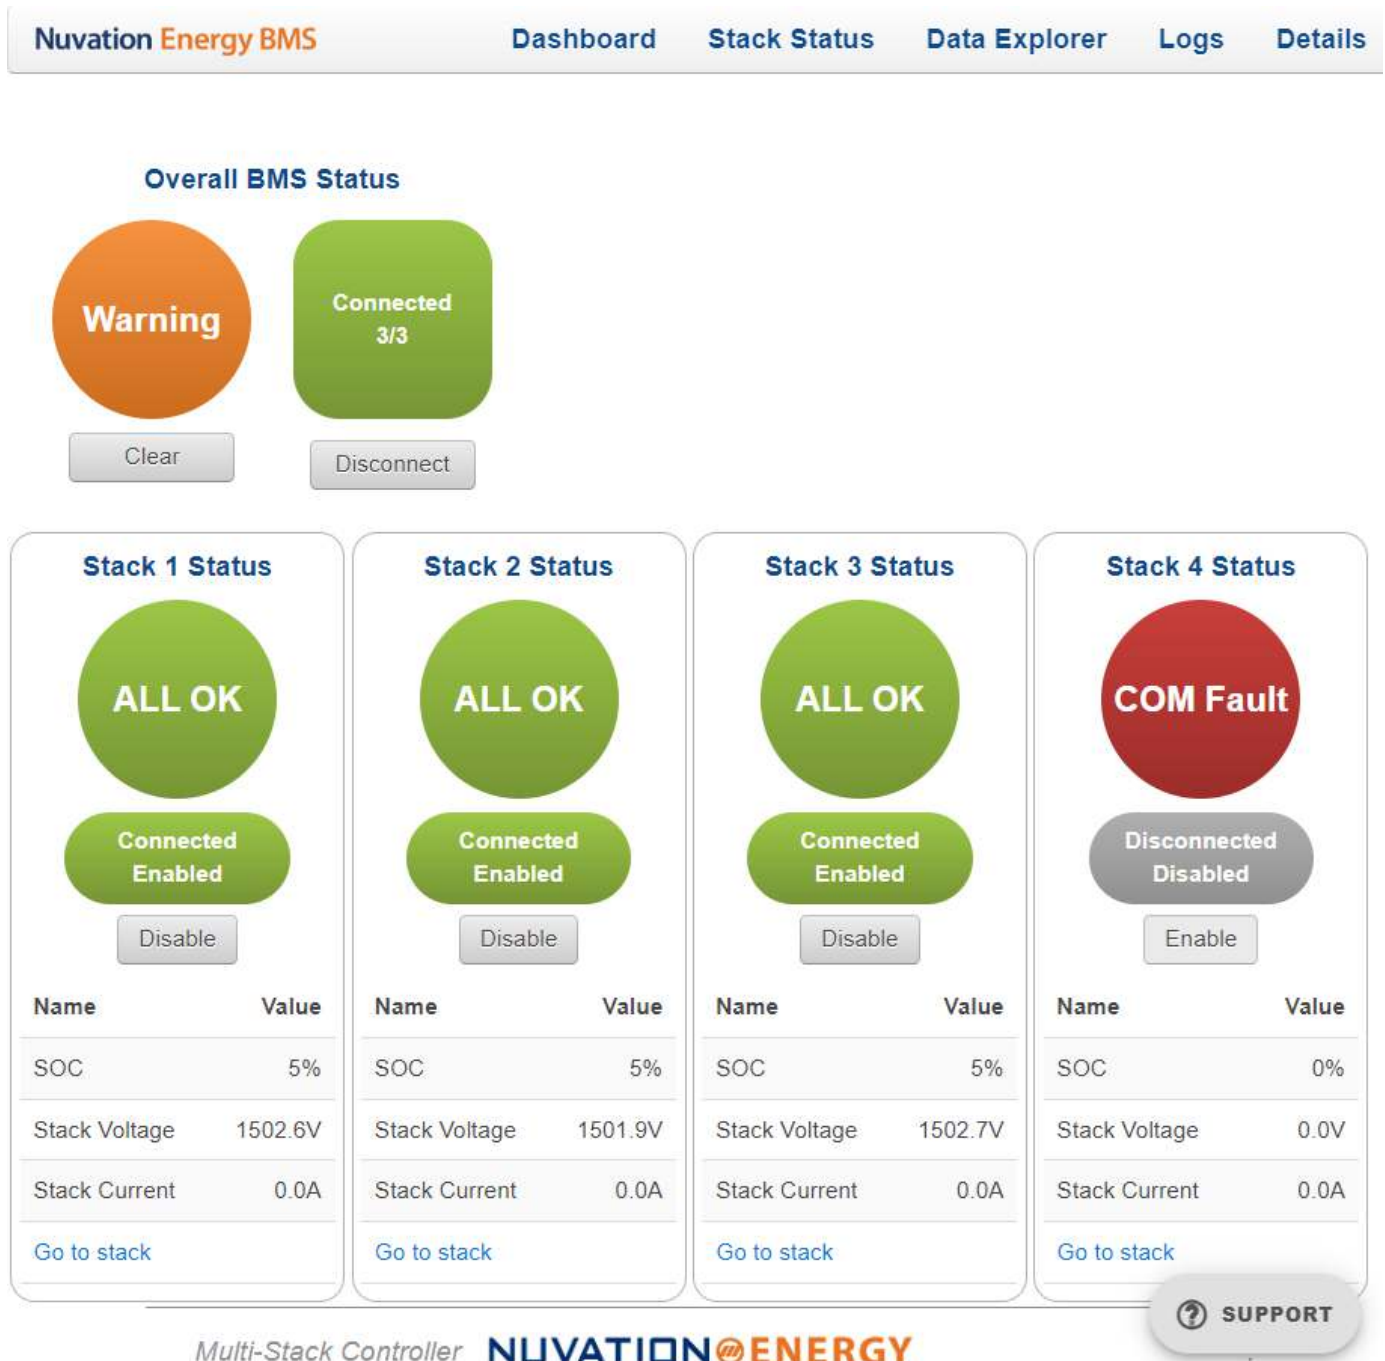 Nuvation Energy BMS Dashboard Stack Status Data Explorer Logs Details
Overall BMS Status
Warning
Connected
3/3
Clear
Disconnect
Stack 1 Status
ALL OK
Connected
Enabled
Disable
Name Value
SOC 5%
Stack Voltage 1502.6V
Stack Current 0.0A
Go to stack
Stack 2 Status
ALL OK
Connected
Enabled
Disable
Name Value
SOC 5%
Stack Voltage 1501.9V
Stack Current 0.0A
Go to stack
Stack 3 Status
ALL OK
Connected
Enabled
Disable
Name Value
SOC 5%
Stack Voltage 1502.7V
Stack Current 0.0A
Go to stack
Stack 4 Status
COM Fault
Disconnected
Disabled
Enable
Name Value
SOC 0%
Stack Voltage 0.0V
Stack Current 0.0A
Go to stack
SUPPORT
Multi-Stack Controller NUVATION ENERGY